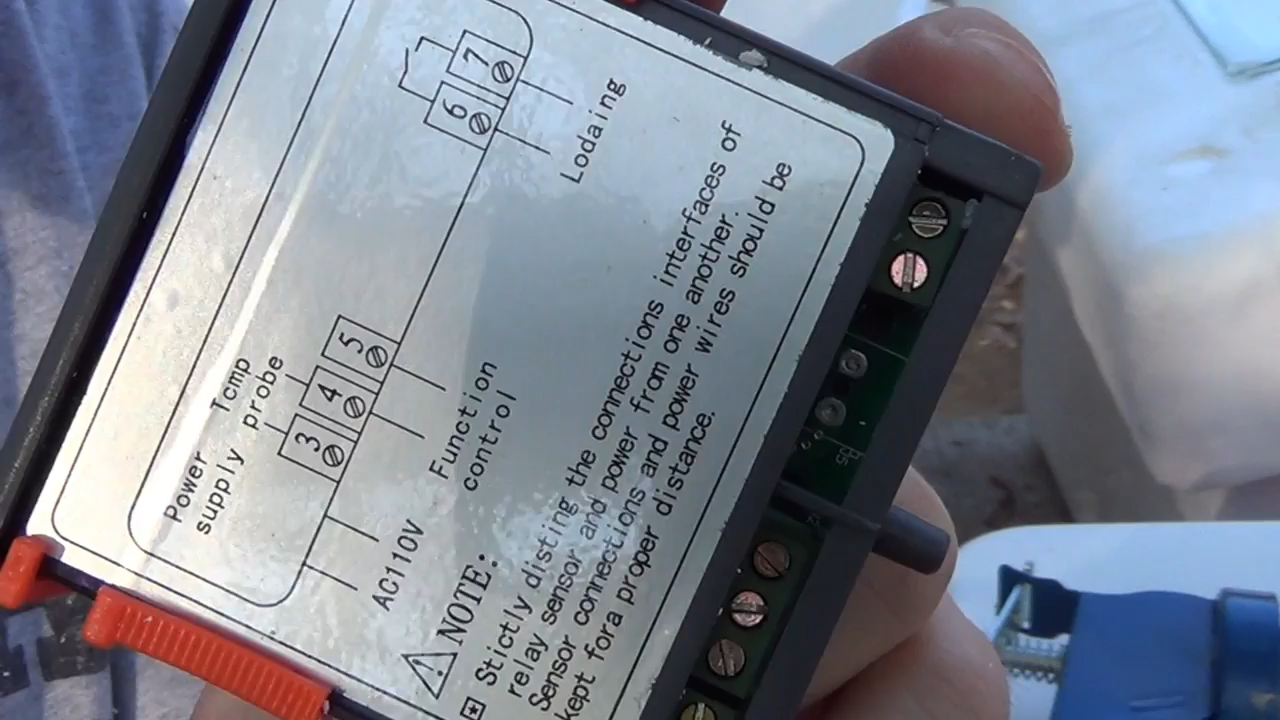 Power Tcmp
supply probe
3 4 5 6 7
AC110V
Function
control
Lodaing
NOTE:
Stictly disting the connections interfaces of
relay sensor and power from one another.
Sensor connections and power wires should be
kept fora proper distance.